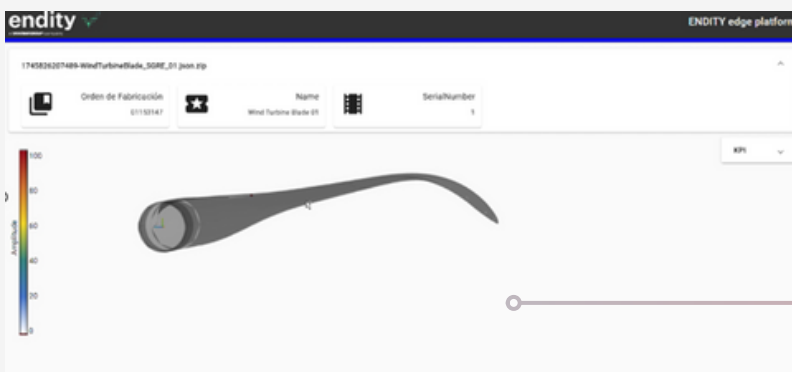 endity
ENDITY edge platform
1745826207489-WindTurbineBlade_SGRE_01.json.zip
Orden de Fabricación
01153147
Name
Wind Turbine Blade 01
SerialNumber
1
KPI
100
80
60
40
20
0
Amplitude